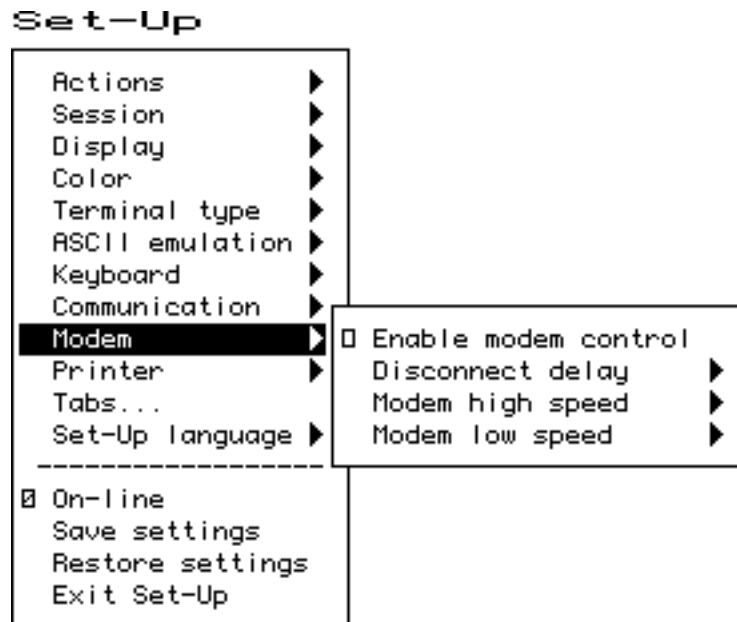 Set-Up
Actions
Session
Display
Color
Terminal type
ASCII emulation
Keyboard
Communication
Modem
Printer
Tabs...
Set-Up language
Enable modem control
Disconnect delay
Modem high speed
Modem low speed
On-line
Save settings
Restore settings
Exit Set-Up